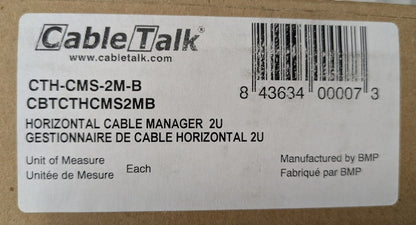 CableTalk®
www.cabletalk.com
CTH-CMS-2M-B
CBTCTHCMS2MB
8 43634 00007 3
HORIZONTAL CABLE MANAGER 2U
GESTIONNAIRE DE CABLE HORIZONTAL 2U
Unit of Measure
Unitée de Mesure
Each
Manufactured by BMP
Fabriqué par BMP